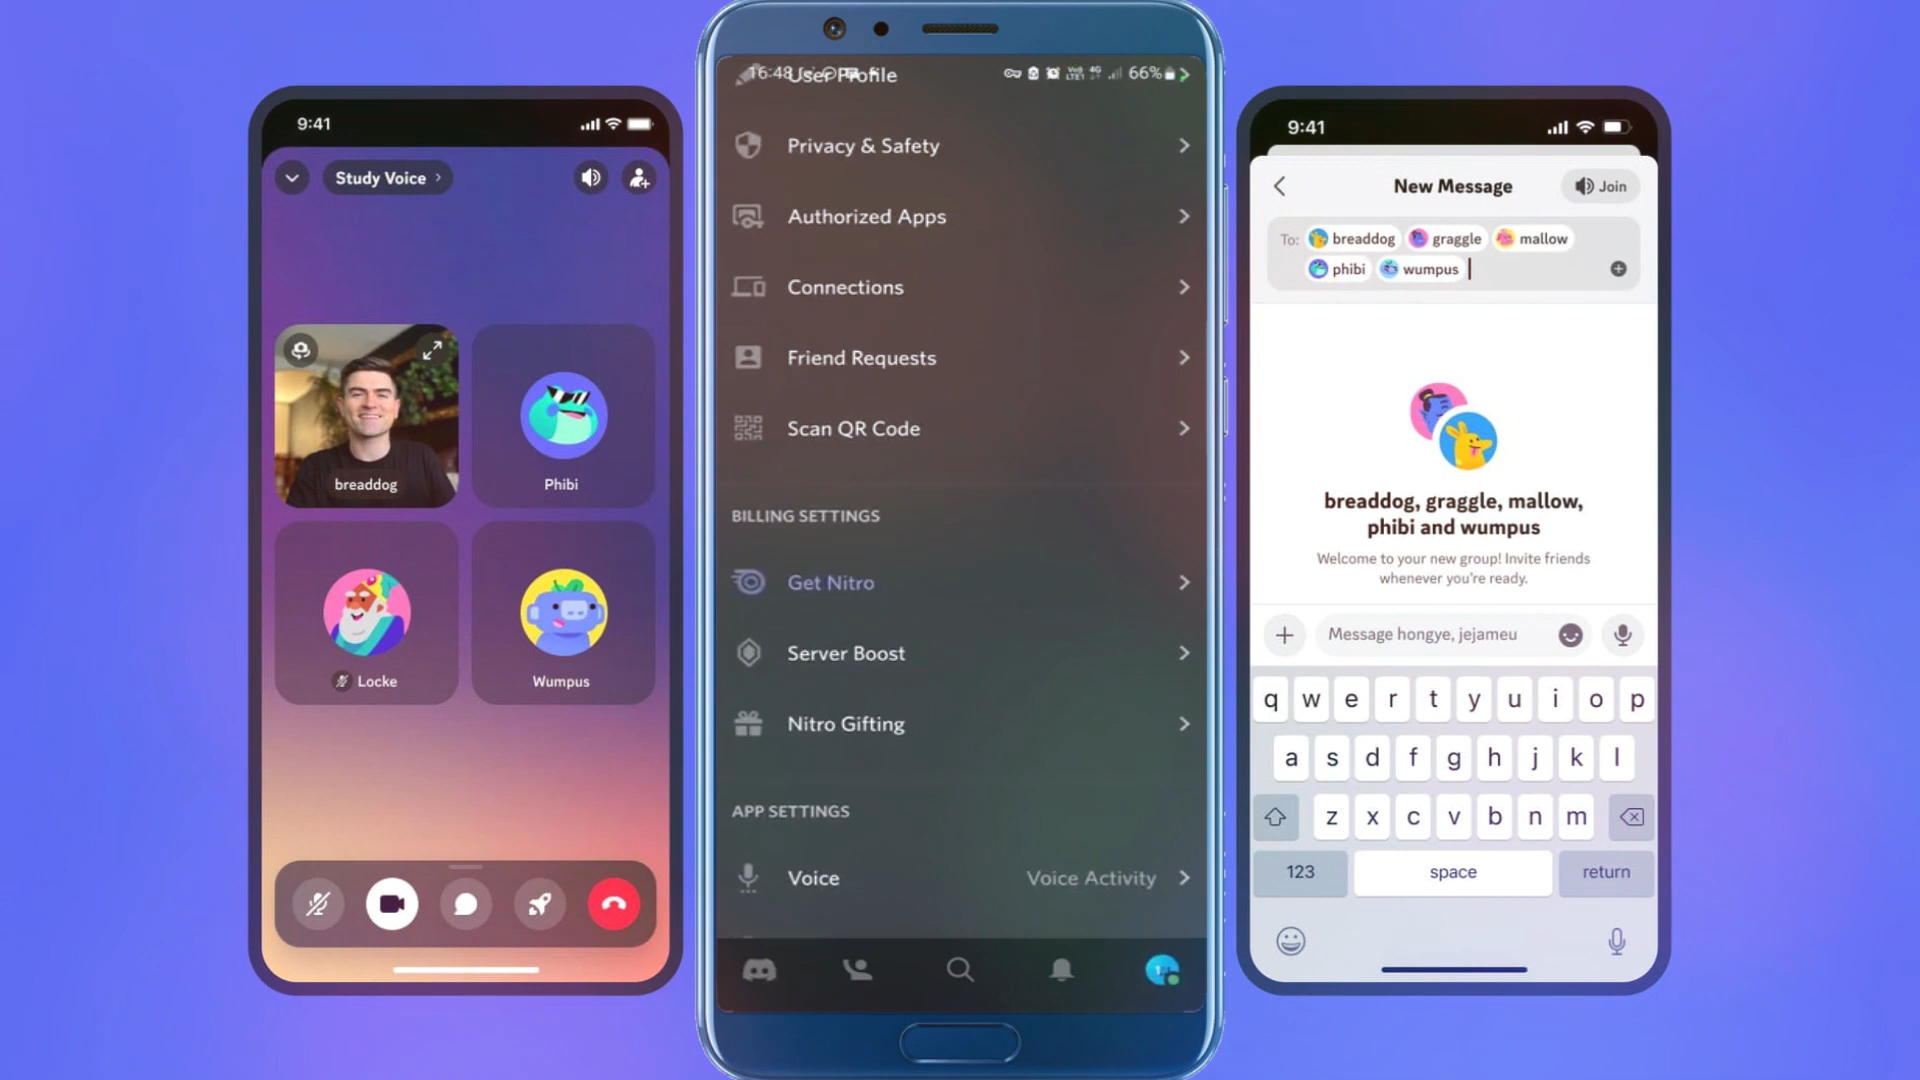 9:41
Study Voice
breaddog
Phibi
Locke
Wumpus
16:48
66%
User Profile
Privacy & Safety
Authorized Apps
Connections
Friend Requests
Scan QR Code
BILLING SETTINGS
Get Nitro
Server Boost
Nitro Gifting
APP SETTINGS
Voice Voice Activity
9:41
New Message Join
To: breaddog graggle mallow
phibi wumpus
breaddog, graggle, mallow,
phibi and wumpus
Welcome to your new group! Invite friends
whenever you're ready.
Message hongye, jejameu
q w e r t y u i o p
a s d f g h j k l
z x c v b n m
123 space return